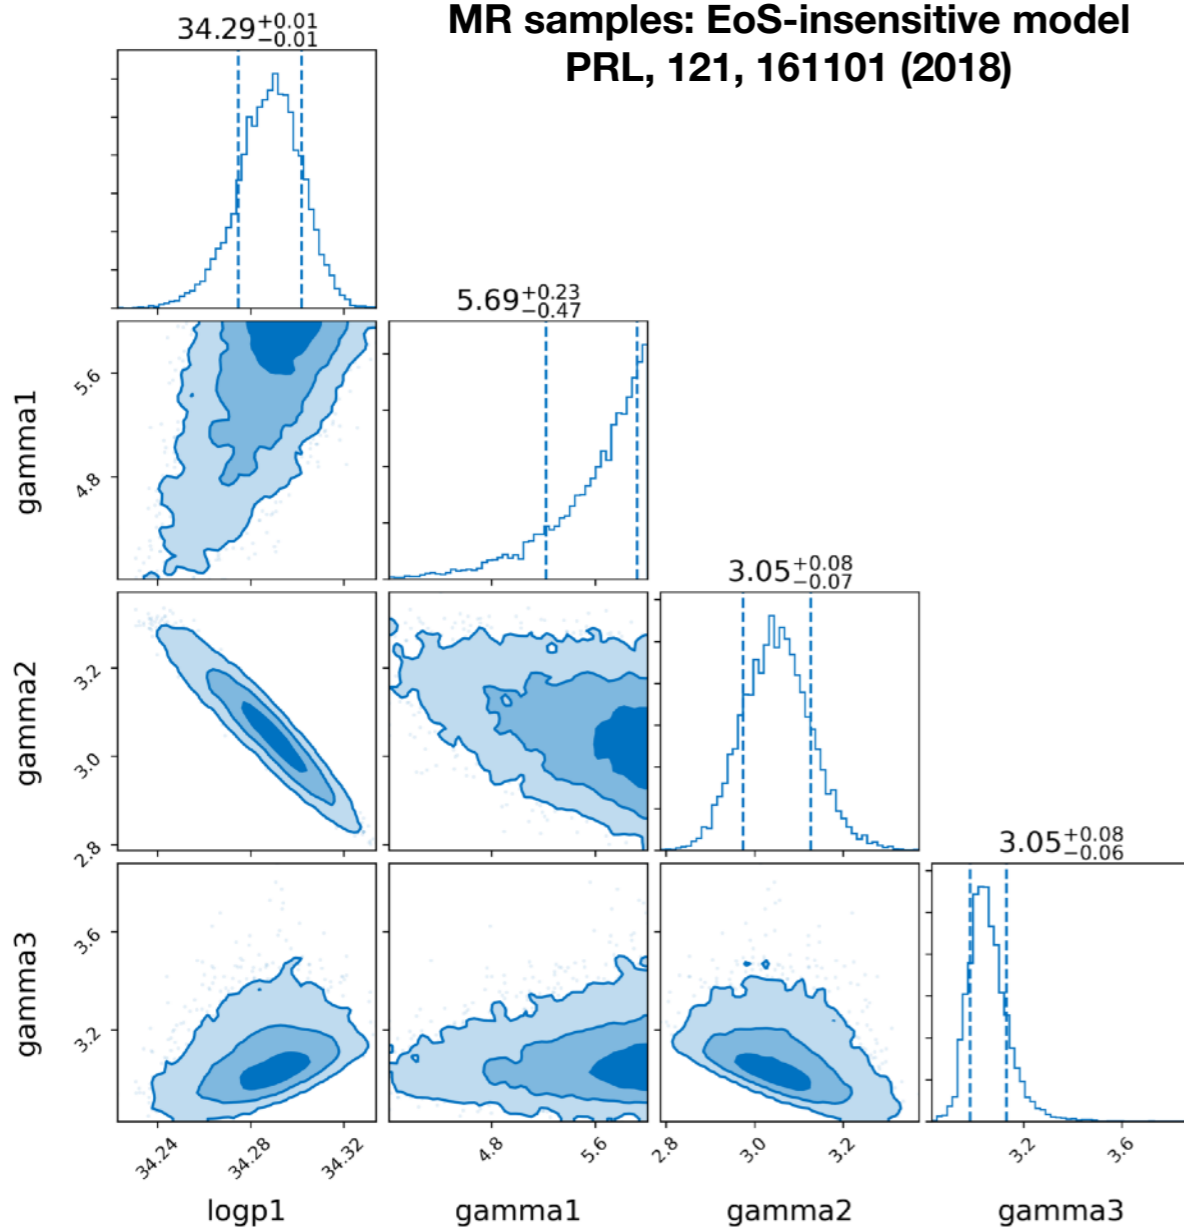 MR samples: EoS-insensitive model
PRL, 121, 161101 (2018)
34.29+0.01−0.01
5.69+0.23−0.47
3.05+0.08−0.07
3.05+0.08−0.06
gamma1
5.6
4.8
gamma2
3.2
3.0
2.8
gamma3
3.6
3.2
34.24 34.28 34.32
4.8 5.6
2.8 3.0 3.2
3.2 3.6
logp1 gamma1 gamma2 gamma3